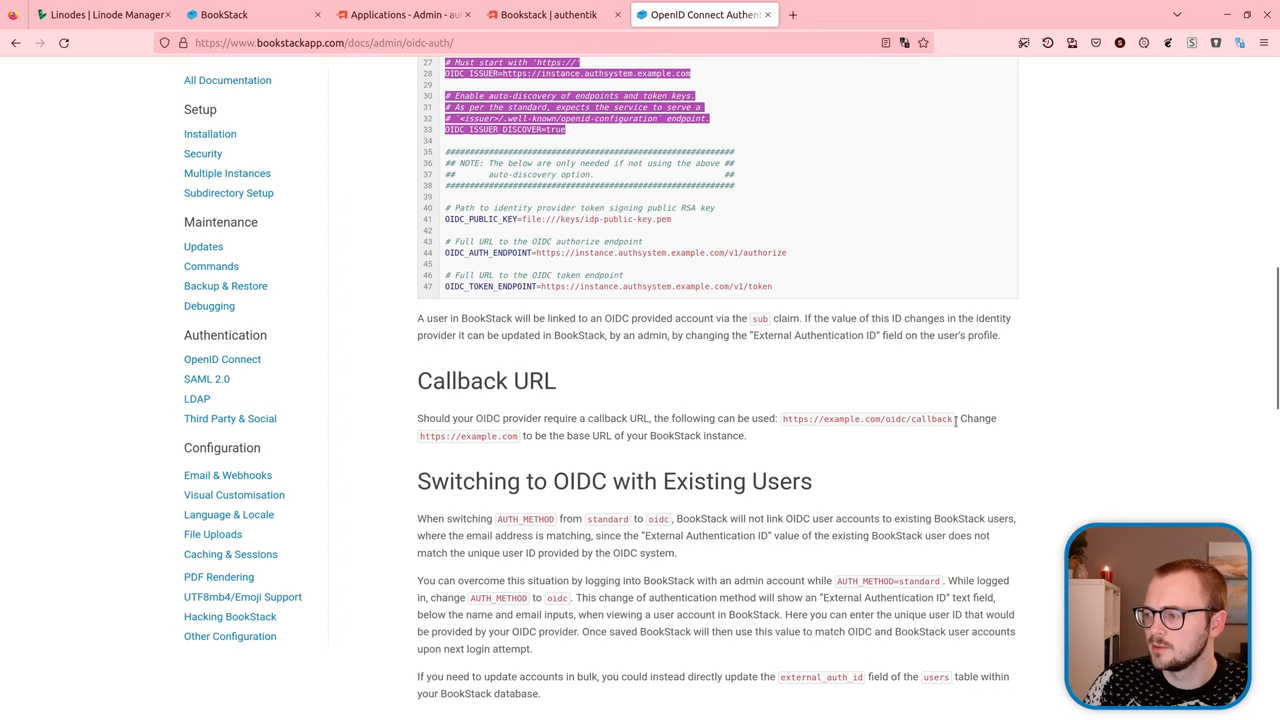 Linodes | Linode Manager
BookStack
Applications - Admin - aut
Bookstack | authentik
OpenID Connect Authent
https://www.bookstackapp.com/docs/admin/oidc-auth/
All Documentation
Setup
Installation
Security
Multiple Instances
Subdirectory Setup
Maintenance
Updates
Commands
Backup & Restore
Debugging
Authentication
OpenID Connect
SAML 2.0
LDAP
Third Party & Social
Configuration
Email & Webhooks
Visual Customisation
Language & Locale
File Uploads
Caching & Sessions
PDF Rendering
UTF8mb4/Emoji Support
Hacking BookStack
Other Configuration
27 # Must start with 'https://'
28 OIDC_ISSUER=https://instance.authsystem.example.com
29
30 # Enable auto-discovery of endpoints and token keys.
31 # As per the standard, expects the service to serve a
32 # `<issuer>/.well-known/openid-configuration` endpoint.
33 OIDC_ISSUER_DISCOVER=true
34
35 #########################################################
36 ## NOTE: The below are only needed if not using the above ##
37 ## auto-discovery option. ##
38 #########################################################
39
40 # Path to identity provider token signing public RSA key
41 OIDC_PUBLIC_KEY=file:///keys/idp-public-key.pem
42
43 # Full URL to the OIDC authorize endpoint
44 OIDC_AUTH_ENDPOINT=https://instance.authsystem.example.com/v1/authorize
45
46 # Full URL to the OIDC token endpoint
47 OIDC_TOKEN_ENDPOINT=https://instance.authsystem.example.com/v1/token
A user in BookStack will be linked to an OIDC provided account via the sub claim. If the value of this ID changes in the identity
provider it can be updated in BookStack, by an admin, by changing the “External Authentication ID” field on the user’s profile.
Callback URL
Should your OIDC provider require a callback URL, the following can be used: https://example.com/oidc/callback. Change
https://example.com to be the base URL of your BookStack instance.
Switching to OIDC with Existing Users
When switching AUTH_METHOD from standard to oidc, BookStack will not link OIDC user accounts to existing BookStack users,
where the email address is matching, since the “External Authentication ID” value of the existing BookStack user does not
match the unique user ID provided by the OIDC system.
You can overcome this situation by logging into BookStack with an admin account while AUTH_METHOD=standard. While logged
in, change AUTH_METHOD to oidc. This change of authentication method will show an “External Authentication ID” text field,
below the name and email inputs, when viewing a user account in BookStack. Here you can enter the unique user ID that would
be provided by your OIDC provider. Once saved BookStack will then use this value to match OIDC and BookStack user accounts
upon next login attempt.
If you need to update accounts in bulk, you could instead directly update the external_auth_id field of the users table within
your BookStack database.